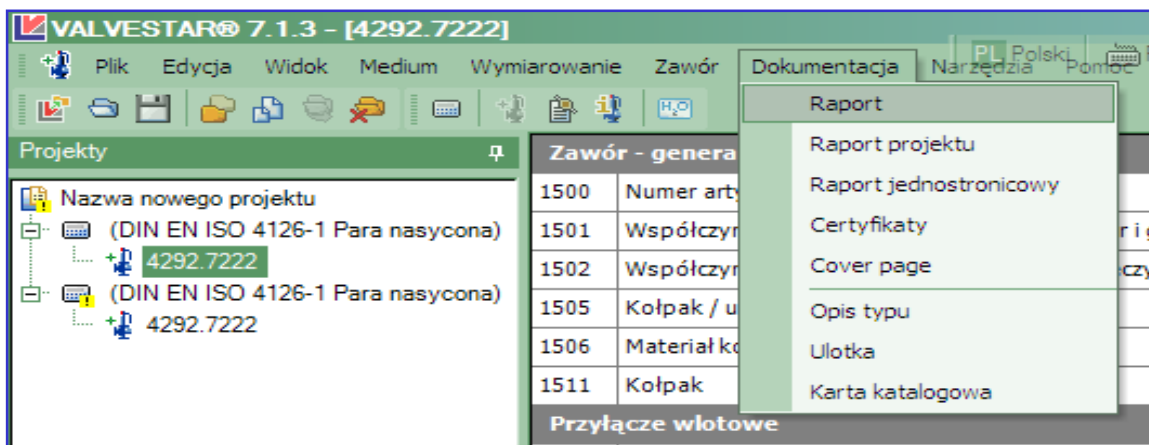 VALVESTAR® 7.1.3 - [4292.7222]
Plik Edycja Widok Medium Wymiarowanie Zawór Dokumentacja Narzędzia Pomoc
PL Polski
H₂O
Projekty
Nazwa nowego projektu
(DIN EN ISO 4126-1 Para nasycona)
4292.7222
(DIN EN ISO 4126-1 Para nasycona)
4292.7222
Zawór - genera
1500 Numer arty
1501 Współczyn
1502 Współczyn
1505 Kołpak / u
1506 Materiał ko
1511 Kołpak
Przyłącze wlotowe
Raport
Raport projektu
Raport jednostronicowy
Certyfikaty
Cover page
Opis typu
Ulotka
Karta katalogowa